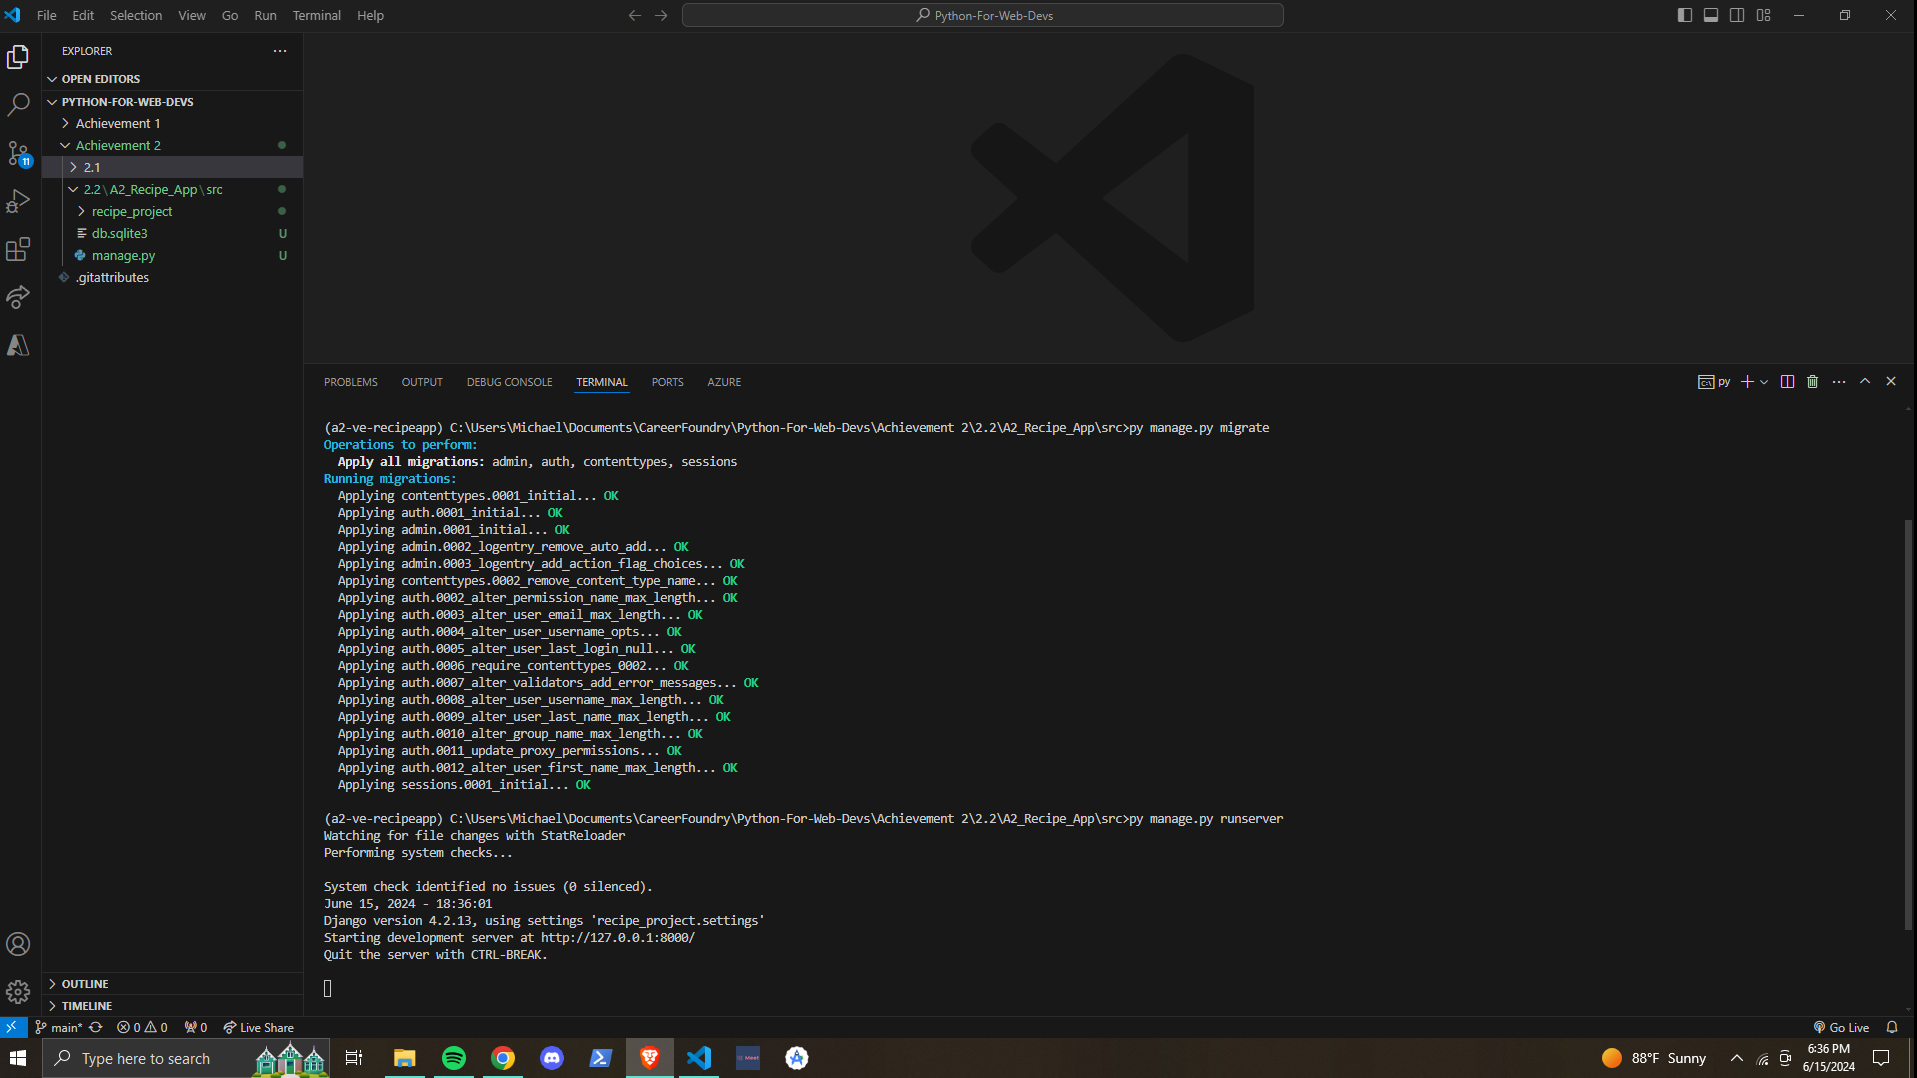 File Edit Selection View Go Run Terminal Help
Python-For-Web-Devs
EXPLORER
OPEN EDITORS
PYTHON-FOR-WEB-DEVS
Achievement 1
Achievement 2
11
2.1
2.2\A2_Recipe_App\src
recipe_project
db.sqlite3 U
manage.py U
.gitattributes
OUTLINE
TIMELINE
PROBLEMS OUTPUT DEBUG CONSOLE TERMINAL PORTS AZURE
py
(a2-ve-recipeapp) C:\Users\Michael\Documents\CareerFoundry\Python-For-Web-Devs\Achievement 2\2.2\A2_Recipe_App\src>py manage.py migrate
Operations to perform:
Apply all migrations: admin, auth, contenttypes, sessions
Running migrations:
Applying contenttypes.0001_initial... OK
Applying auth.0001_initial... OK
Applying admin.0001_initial... OK
Applying admin.0002_logentry_remove_auto_add... OK
Applying admin.0003_logentry_add_action_flag_choices... OK
Applying contenttypes.0002_remove_content_type_name... OK
Applying auth.0002_alter_permission_name_max_length... OK
Applying auth.0003_alter_user_email_max_length... OK
Applying auth.0004_alter_user_username_opts... OK
Applying auth.0005_alter_user_last_login_null... OK
Applying auth.0006_require_contenttypes_0002... OK
Applying auth.0007_alter_validators_add_error_messages... OK
Applying auth.0008_alter_user_username_max_length... OK
Applying auth.0009_alter_user_last_name_max_length... OK
Applying auth.0010_alter_group_name_max_length... OK
Applying auth.0011_update_proxy_permissions... OK
Applying auth.0012_alter_user_first_name_max_length... OK
Applying sessions.0001_initial... OK
(a2-ve-recipeapp) C:\Users\Michael\Documents\CareerFoundry\Python-For-Web-Devs\Achievement 2\2.2\A2_Recipe_App\src>py manage.py runserver
Watching for file changes with StatReloader
Performing system checks...
System check identified no issues (0 silenced).
June 15, 2024 - 18:36:01
Django version 4.2.13, using settings 'recipe_project.settings'
Starting development server at http://127.0.0.1:8000/
Quit the server with CTRL-BREAK.
main* 0 0 0 Live Share
Go Live
Type here to search
Meet
88°F Sunny
6:36 PM
6/15/2024